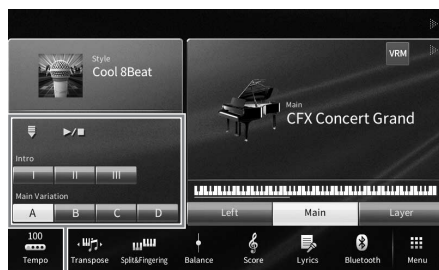 VRM
Style
Cool 8Beat
Main
CFX Concert Grand
Intro
I II III
Main Variation
A B C D
Left Main Layer
100
Tempo Transpose Split&Fingering Balance Score Lyrics Bluetooth Menu